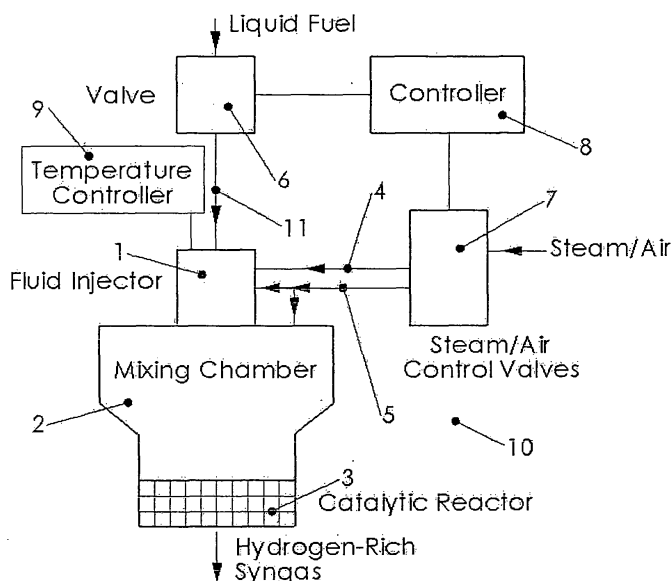 Liquid Fuel
Valve
Controller
9
6
8
Temperature
Controller
4
7
11
1
Steam/Air
Fluid Injector
Mixing Chamber
Steam/Air
Control Valves
2
5
10
3
Catalytic Reactor
Hydrogen-Rich
Syngas